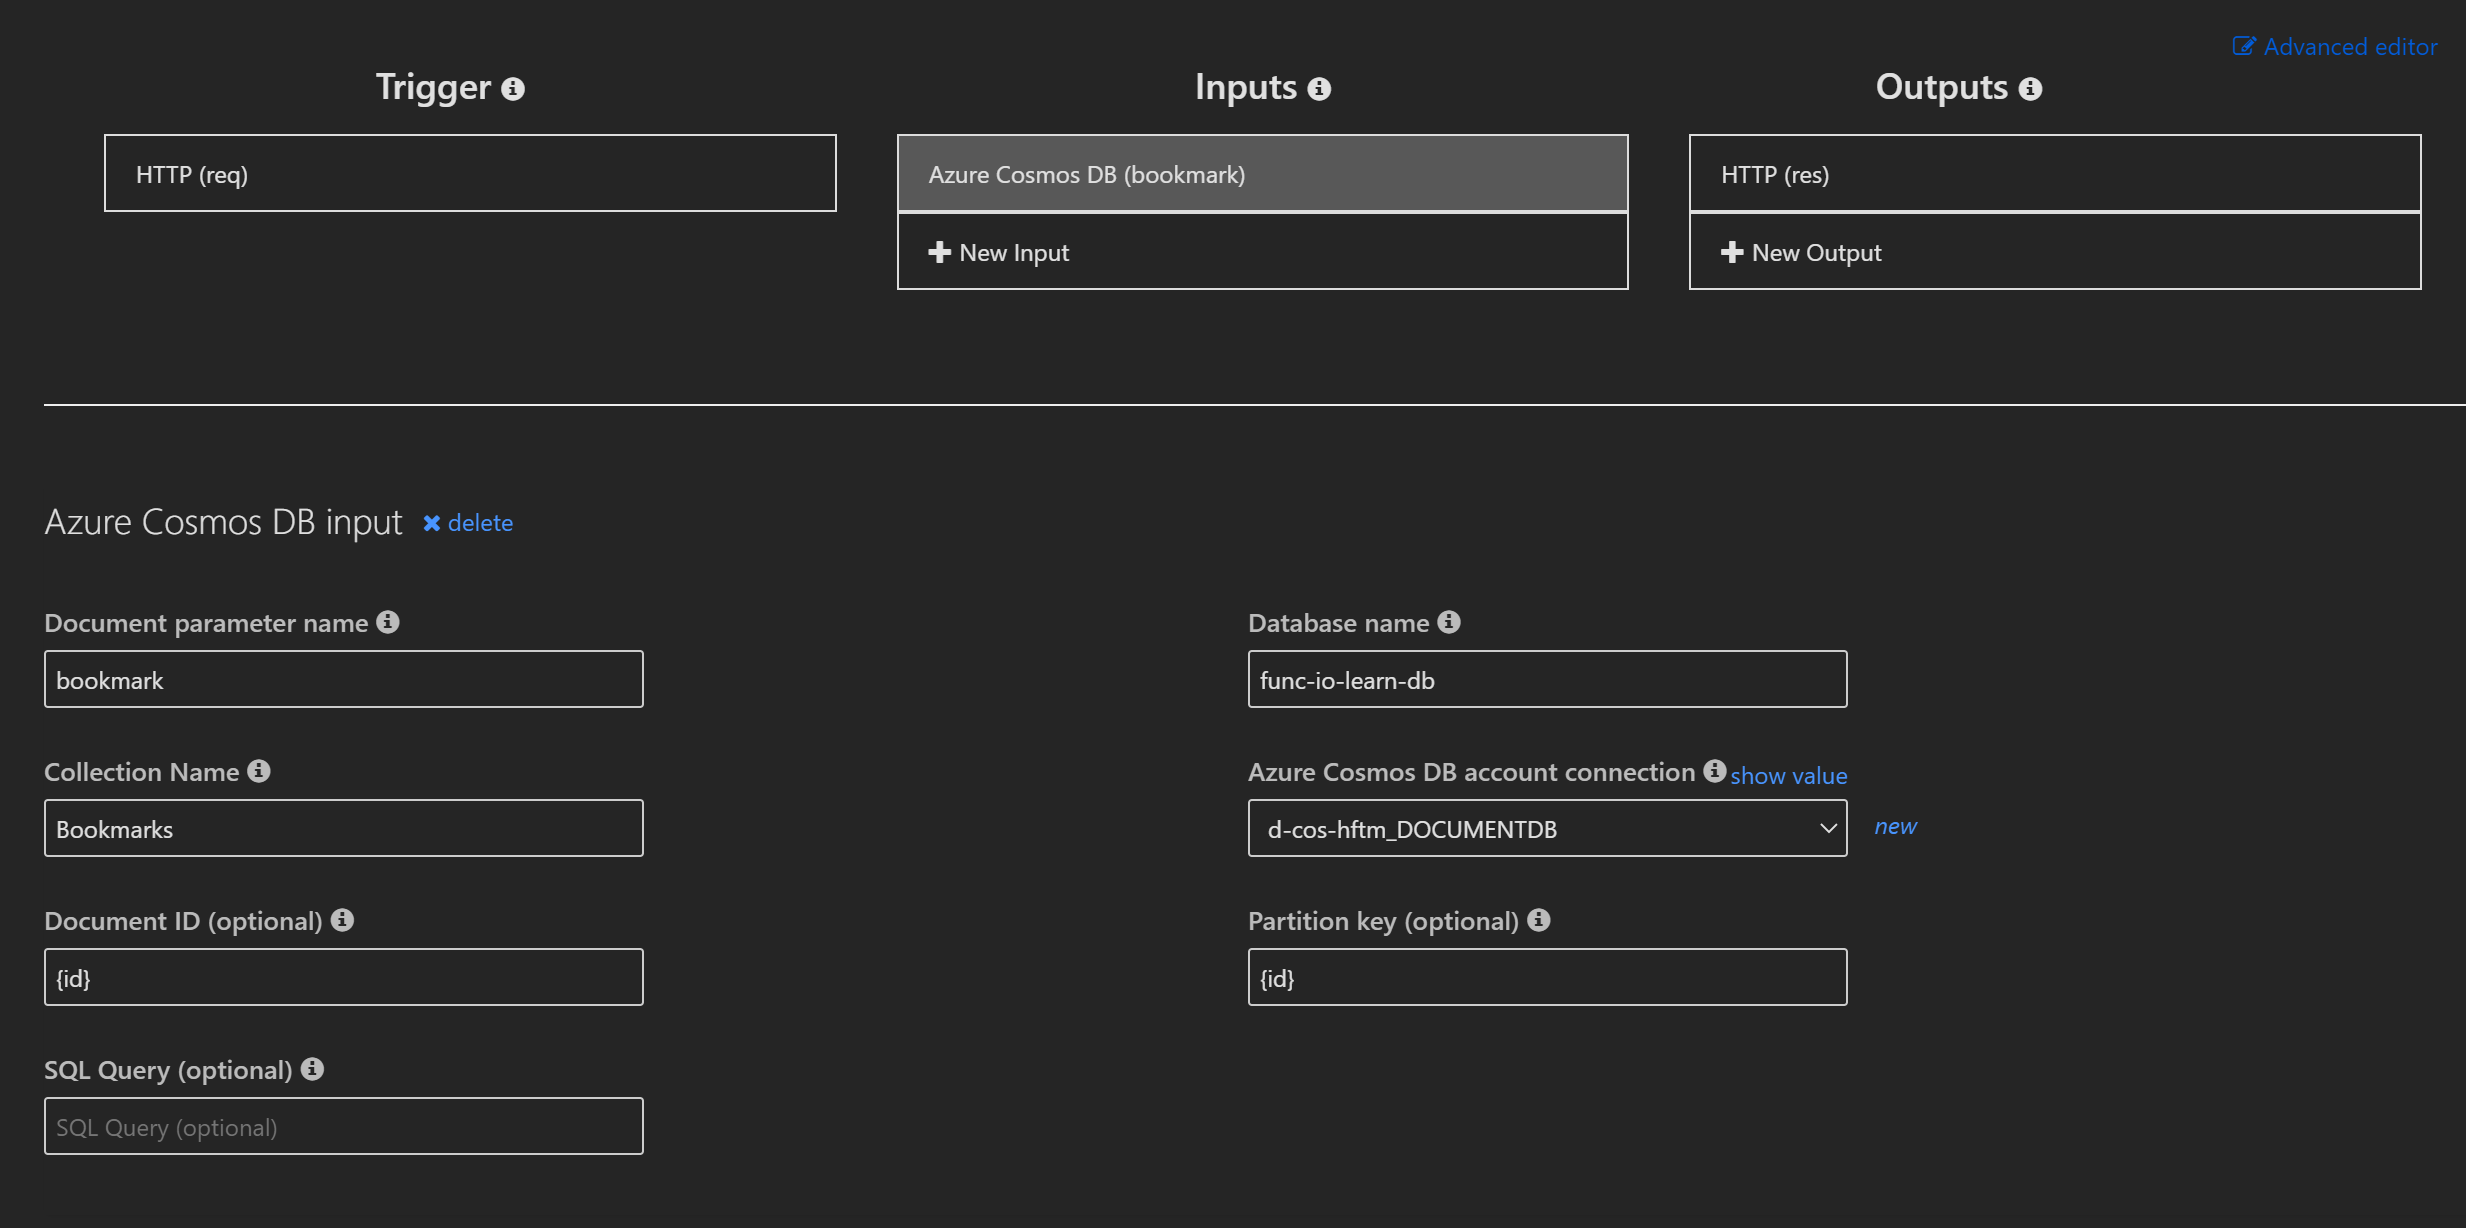 Advanced editor
Trigger
Inputs
Outputs
HTTP (req)
Azure Cosmos DB (bookmark)
HTTP (res)
New Input
New Output
Azure Cosmos DB input
delete
Document parameter name
Database name
bookmark
func-io-learn-db
Collection Name
Azure Cosmos DB account connection
show value
Bookmarks
d-cos-hftm_DOCUMENTDB
new
Document ID (optional)
Partition key (optional)
{id}
{id}
SQL Query (optional)
SQL Query (optional)